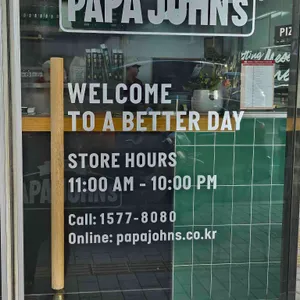 PAPA JOHNS
WELCOME
TO A BETTER DAY
STORE HOURS
11:00 AM - 10:00 PM
Call: 1577-8080
Online: papajohns.co.kr